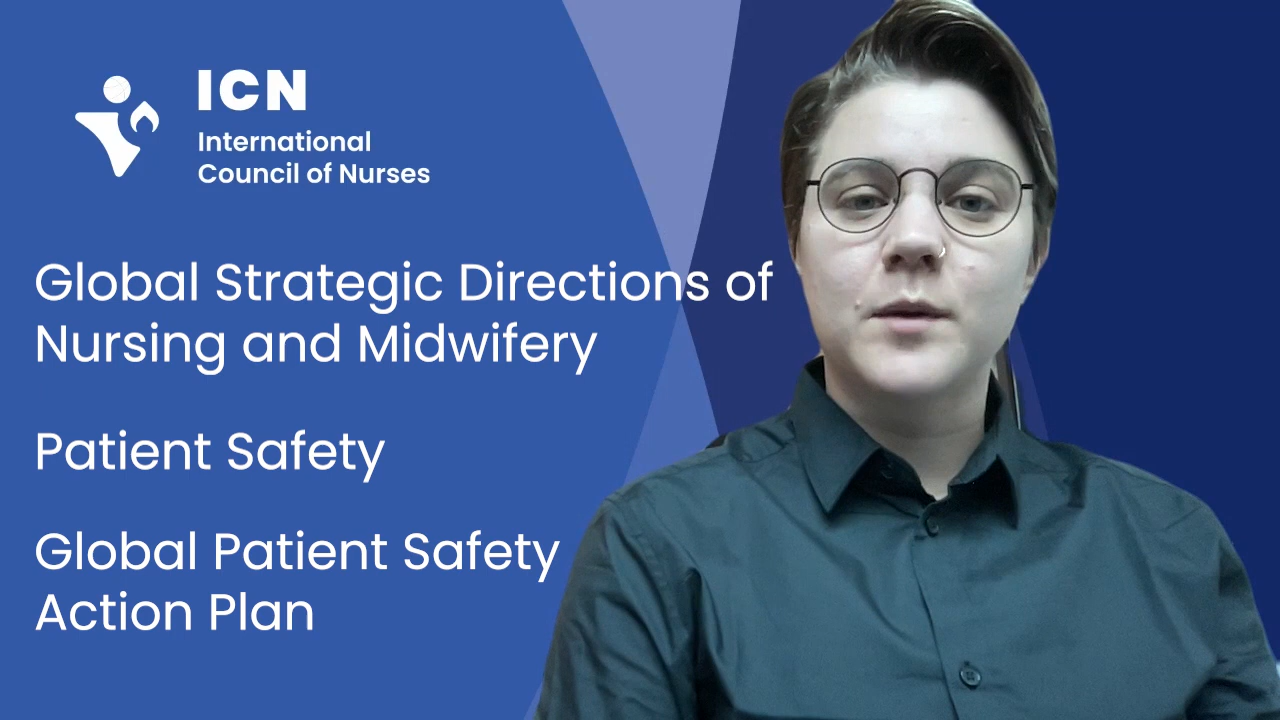 ICN
International
Council of Nurses
Global Strategic Directions of
Nursing and Midwifery
Patient Safety
Global Patient Safety
Action Plan